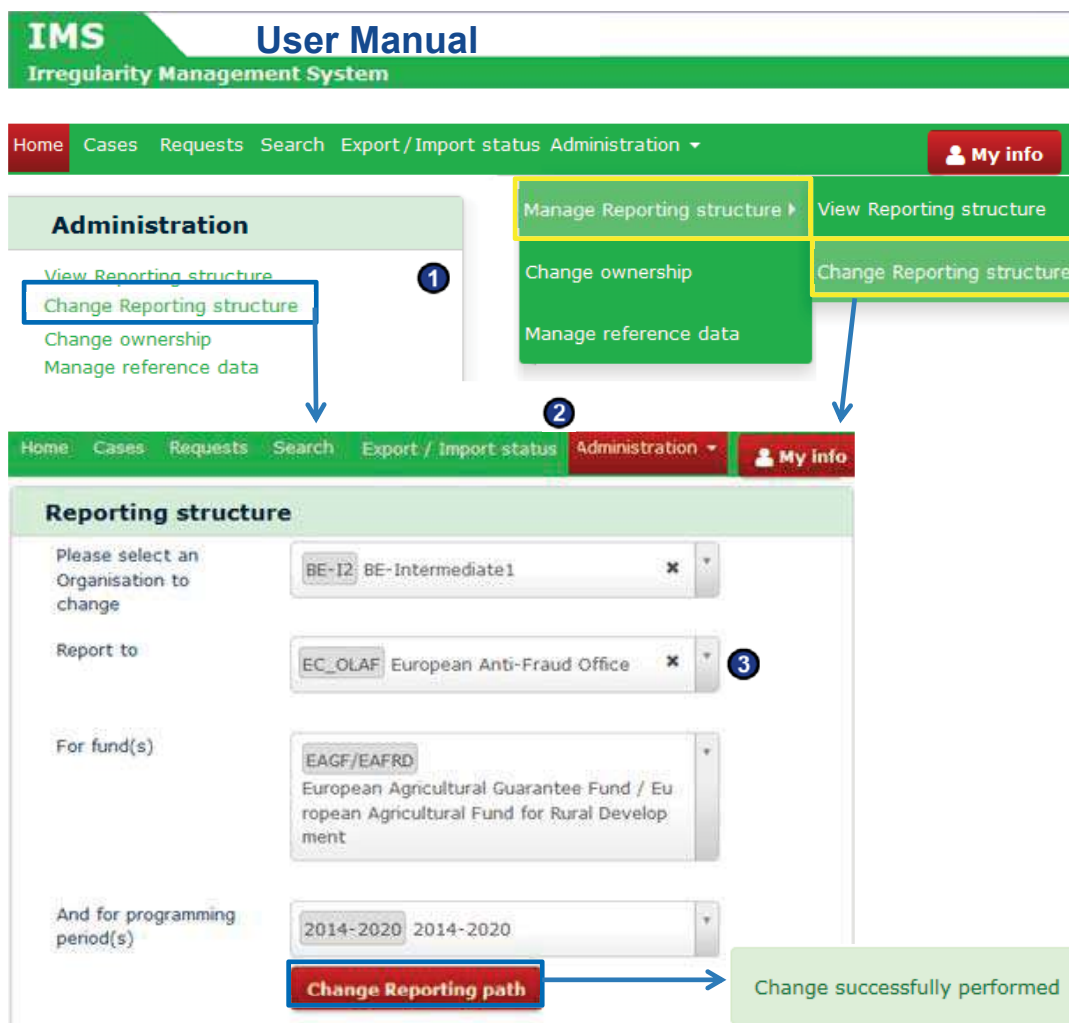 IMS
User Manual
Irregularity Management System
Home Cases Requests Search Export / Import status Administration
My info
Administration
View Reporting structure
Change Reporting structure
Change ownership
Manage reference data
1
Manage Reporting structure
View Reporting structure
Change ownership
Change Reporting structure
Manage reference data
2
Home Cases Requests Search Export / Import status Administration
My info
Reporting structure
Please select an
Organisation to
change
BE-I2 BE-Intermediate1
Report to
EC_OLAF European Anti-Fraud Office
3
For fund(s)
EAGF/EAFRD
European Agricultural Guarantee Fund / Eu
ropean Agricultural Fund for Rural Develop
ment
And for programming
period(s)
2014-2020 2014-2020
Change Reporting path
Change successfully performed